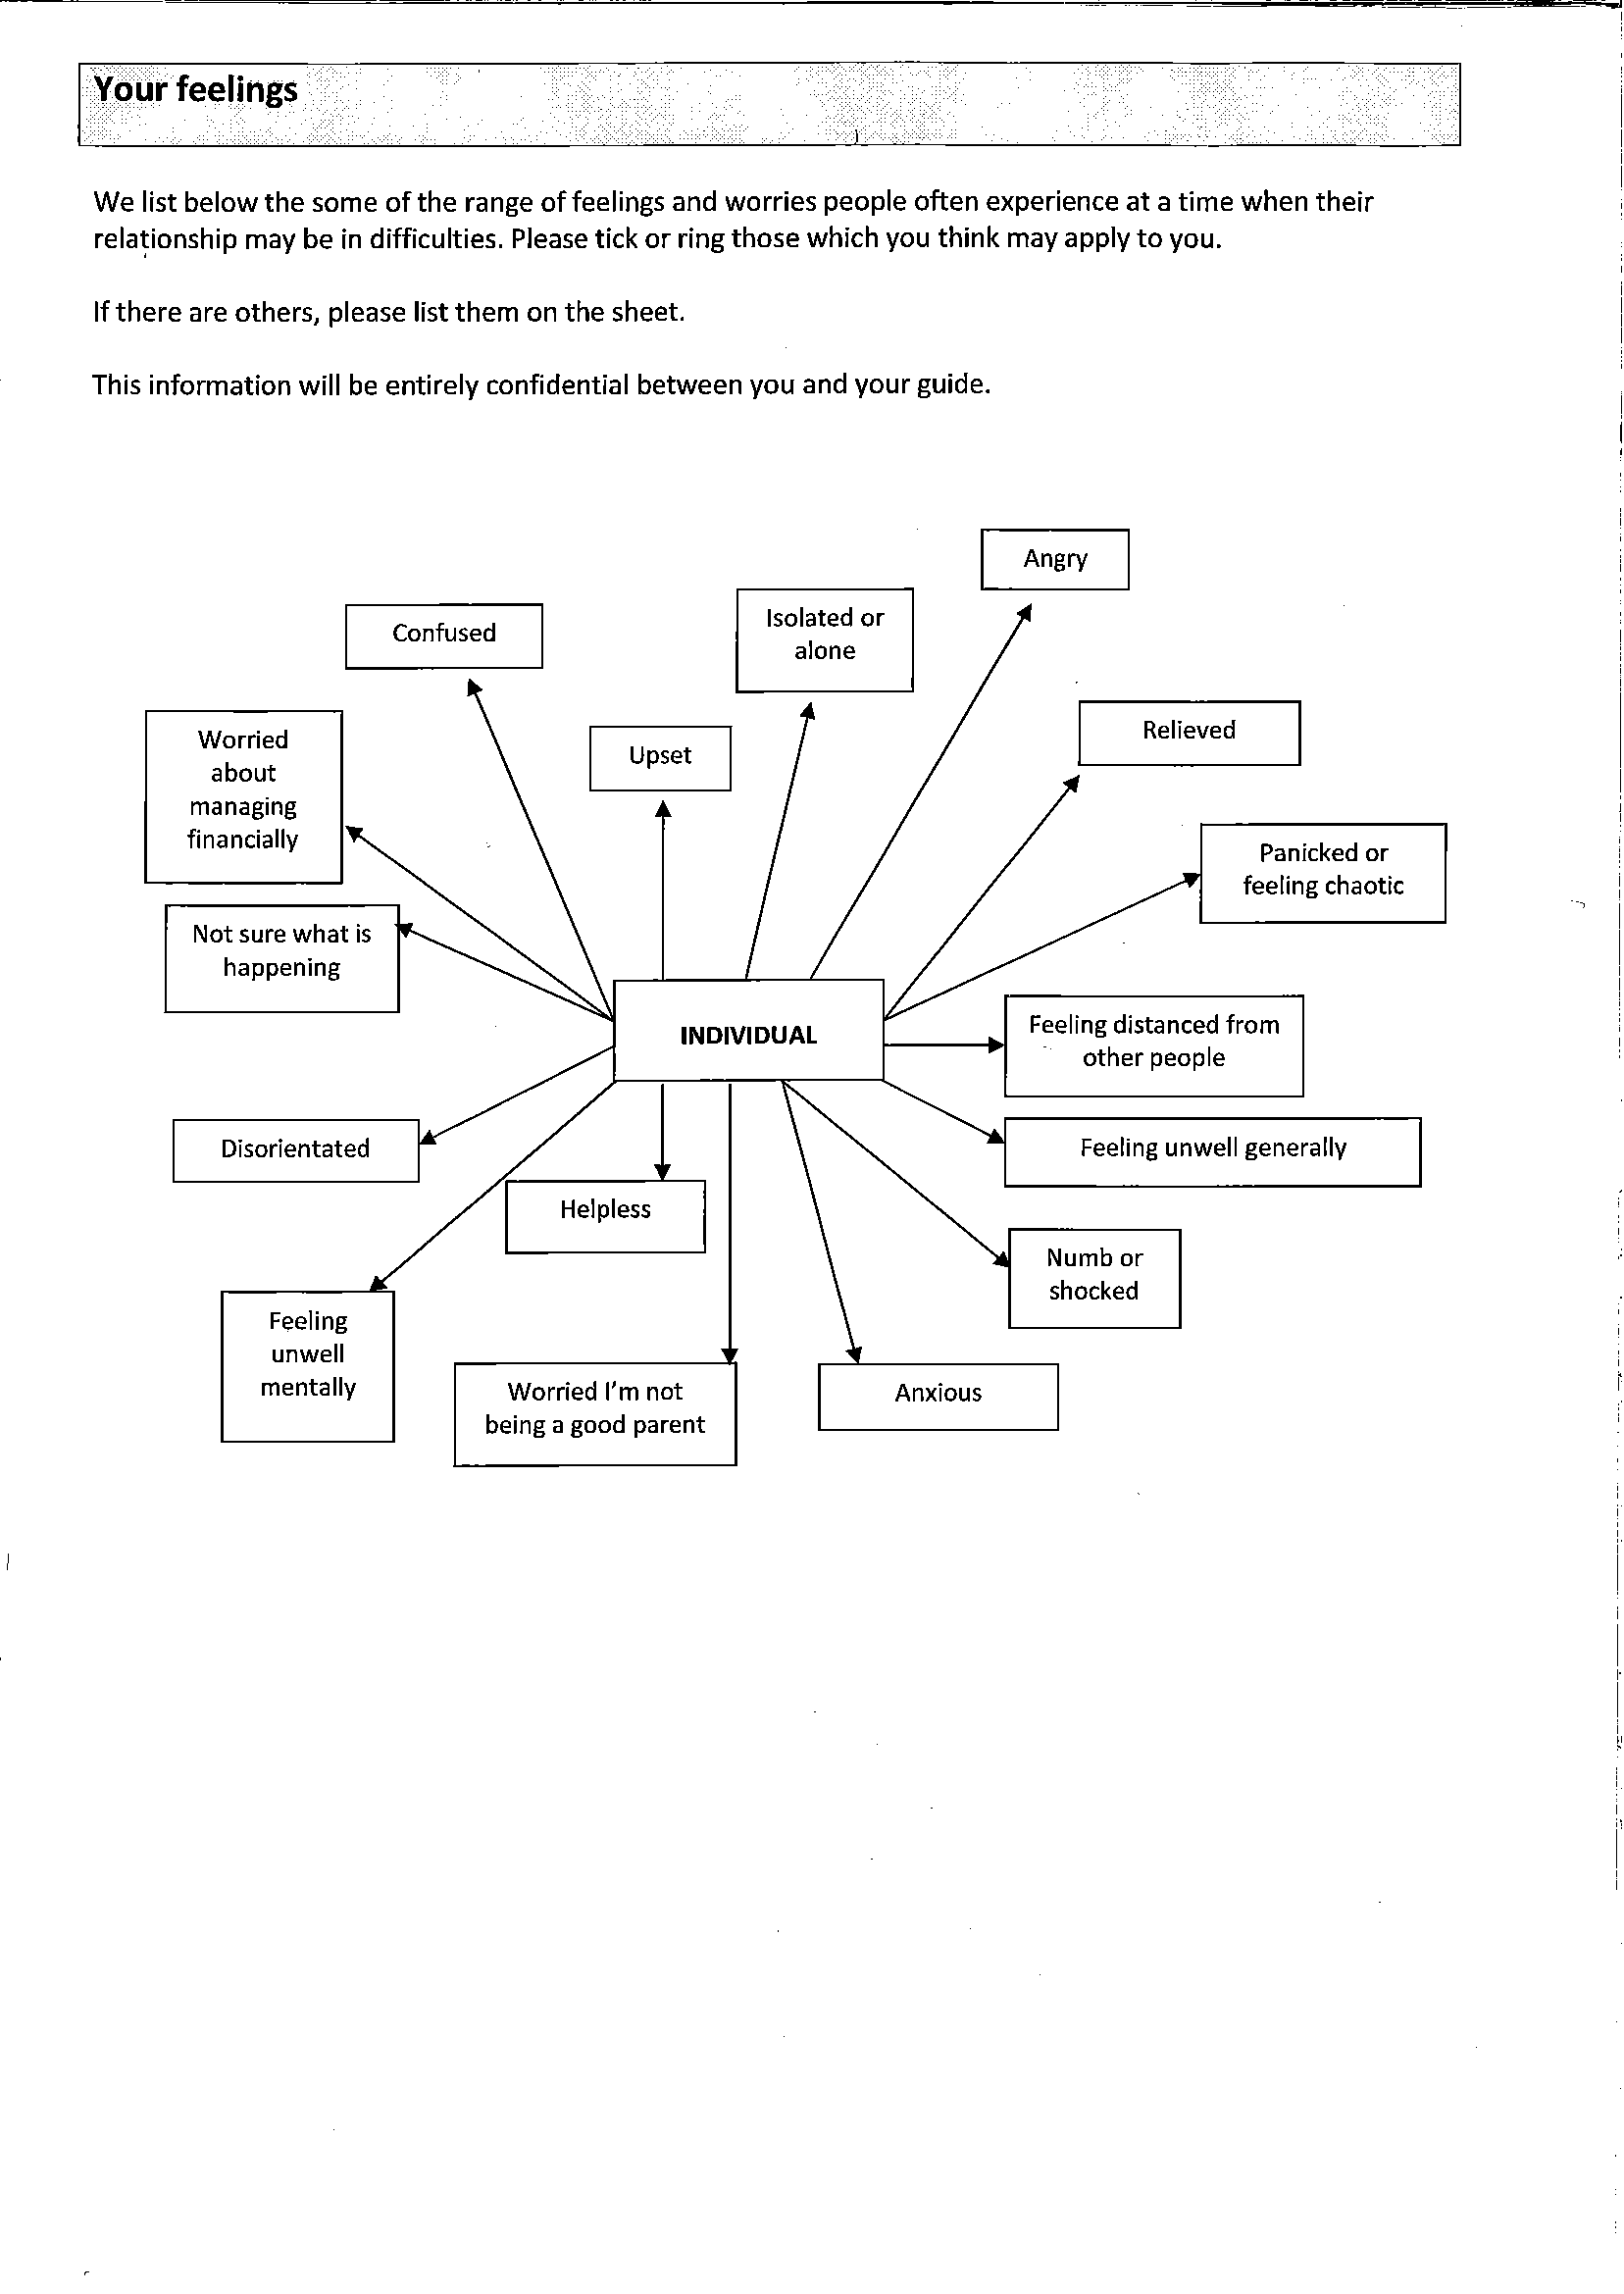 Your feelings
We list below the some of the range of feelings and worries people often experience at a time when their
relationship may be in difficulties. Please tick or ring those which you think may apply to you.
If there are others, please list them on the sheet.
This information will be entirely confidential between you and your guide.
Angry
Isolated or
alone
Confused
Relieved
Worried
about
managing
financially
Upset
Panicked or
feeling chaotic
Not sure what is
happening
INDIVIDUAL
Feeling distanced from
other people
Disorientated
Feeling unwell generally
Helpless
Numb or
shocked
Feeling
unwell
mentally
Worried I'm not
being a good parent
Anxious